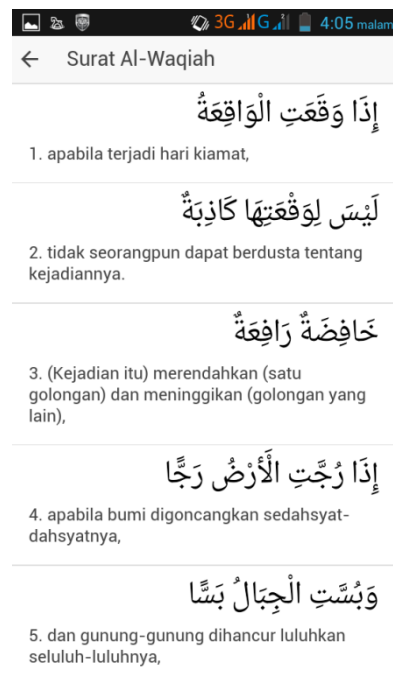 3G G 4:05 malam
Surat Al-Waqiah
إِذَا وَقَعَتِ الْوَاقِعَةُ
1. apabila terjadi hari kiamat,
لَيْسَ لِوَقْعَتِهَا كَاذِبَةٌ
2. tidak seorangpun dapat berdusta tentang
kejadiannya.
خَافِضَةٌ رَافِعَةٌ
3. (Kejadian itu) merendahkan (satu
golongan) dan meninggikan (golongan yang
lain),
إِذَا رُجَّتِ الْأَرْضُ رَجًّا
4. apabila bumi digoncangkan sedahsyat-
dahsyatnya,
وَبُسَّتِ الْجِبَالُ بَسًّا
5. dan gunung-gunung dihancur luluhkan
seluluh-luluhnya,